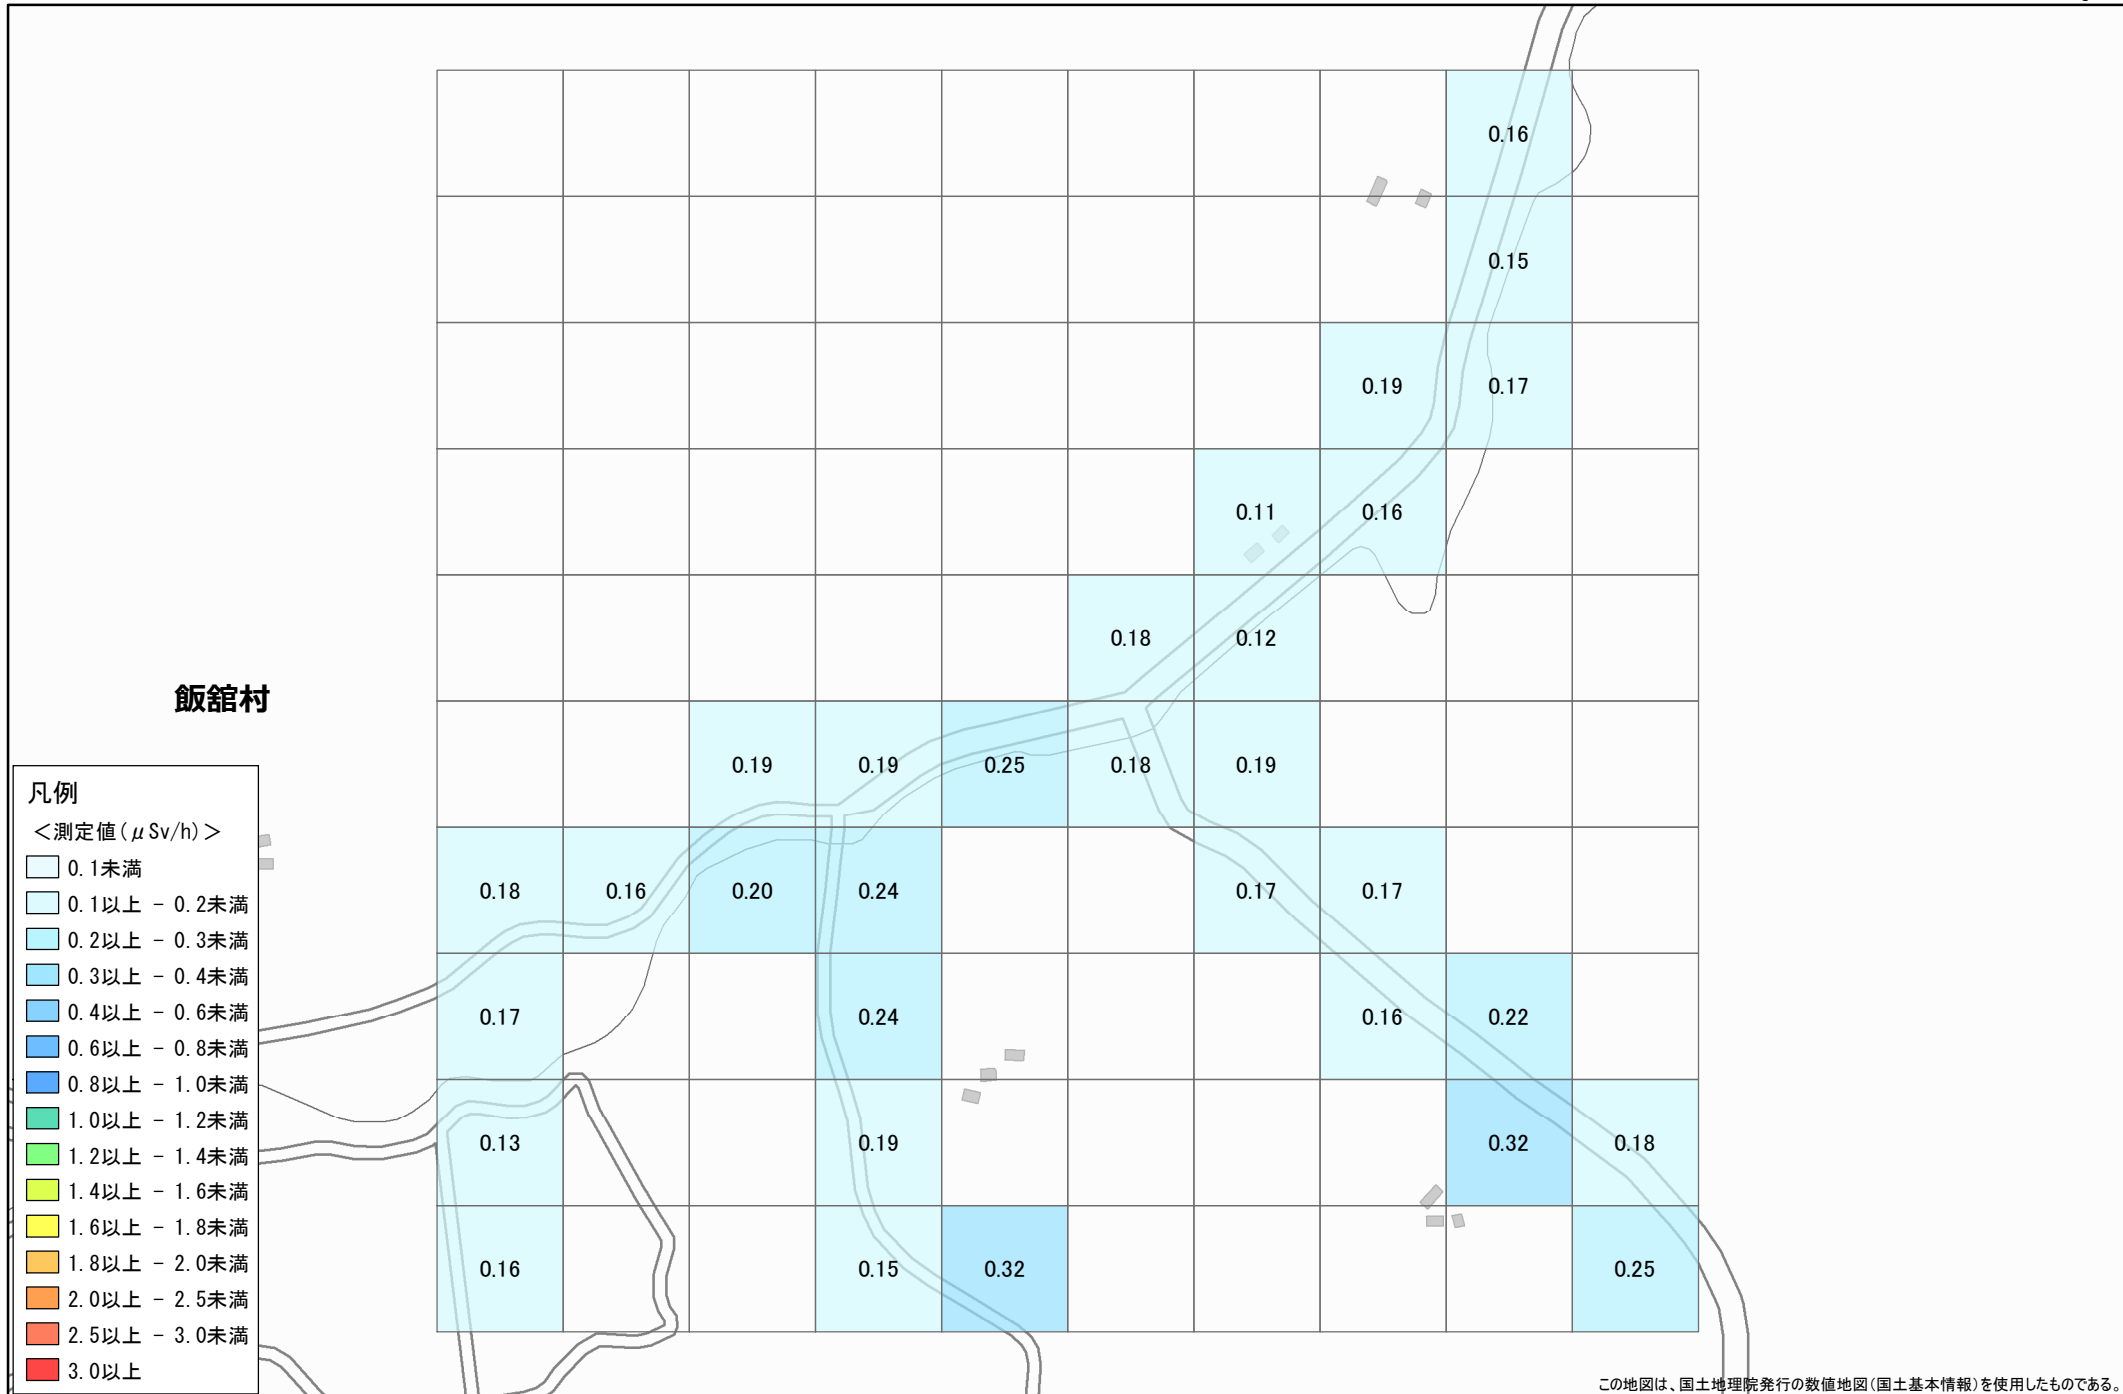 0.16
0.15
0.19 0.17
0.11 0.16
0.18 0.12
飯舘村
0.19 0.19 0.25 0.18 0.19
0.18 0.16 0.20 0.24 0.17 0.17
0.17 0.24 0.16 0.22
0.13 0.19 0.32 0.18
0.16 0.15 0.32 0.25
凡例
＜測定値（μSv/h）＞
0.1未満
0.1以上 - 0.2未満
0.2以上 - 0.3未満
0.3以上 - 0.4未満
0.4以上 - 0.6未満
0.6以上 - 0.8未満
0.8以上 - 1.0未満
1.0以上 - 1.2未満
1.2以上 - 1.4未満
1.4以上 - 1.6未満
1.6以上 - 1.8未満
1.8以上 - 2.0未満
2.0以上 - 2.5未満
2.5以上 - 3.0未満
3.0以上
この地図は、国土地理院発行の数値地図（国土基本情報）を使用したものである。